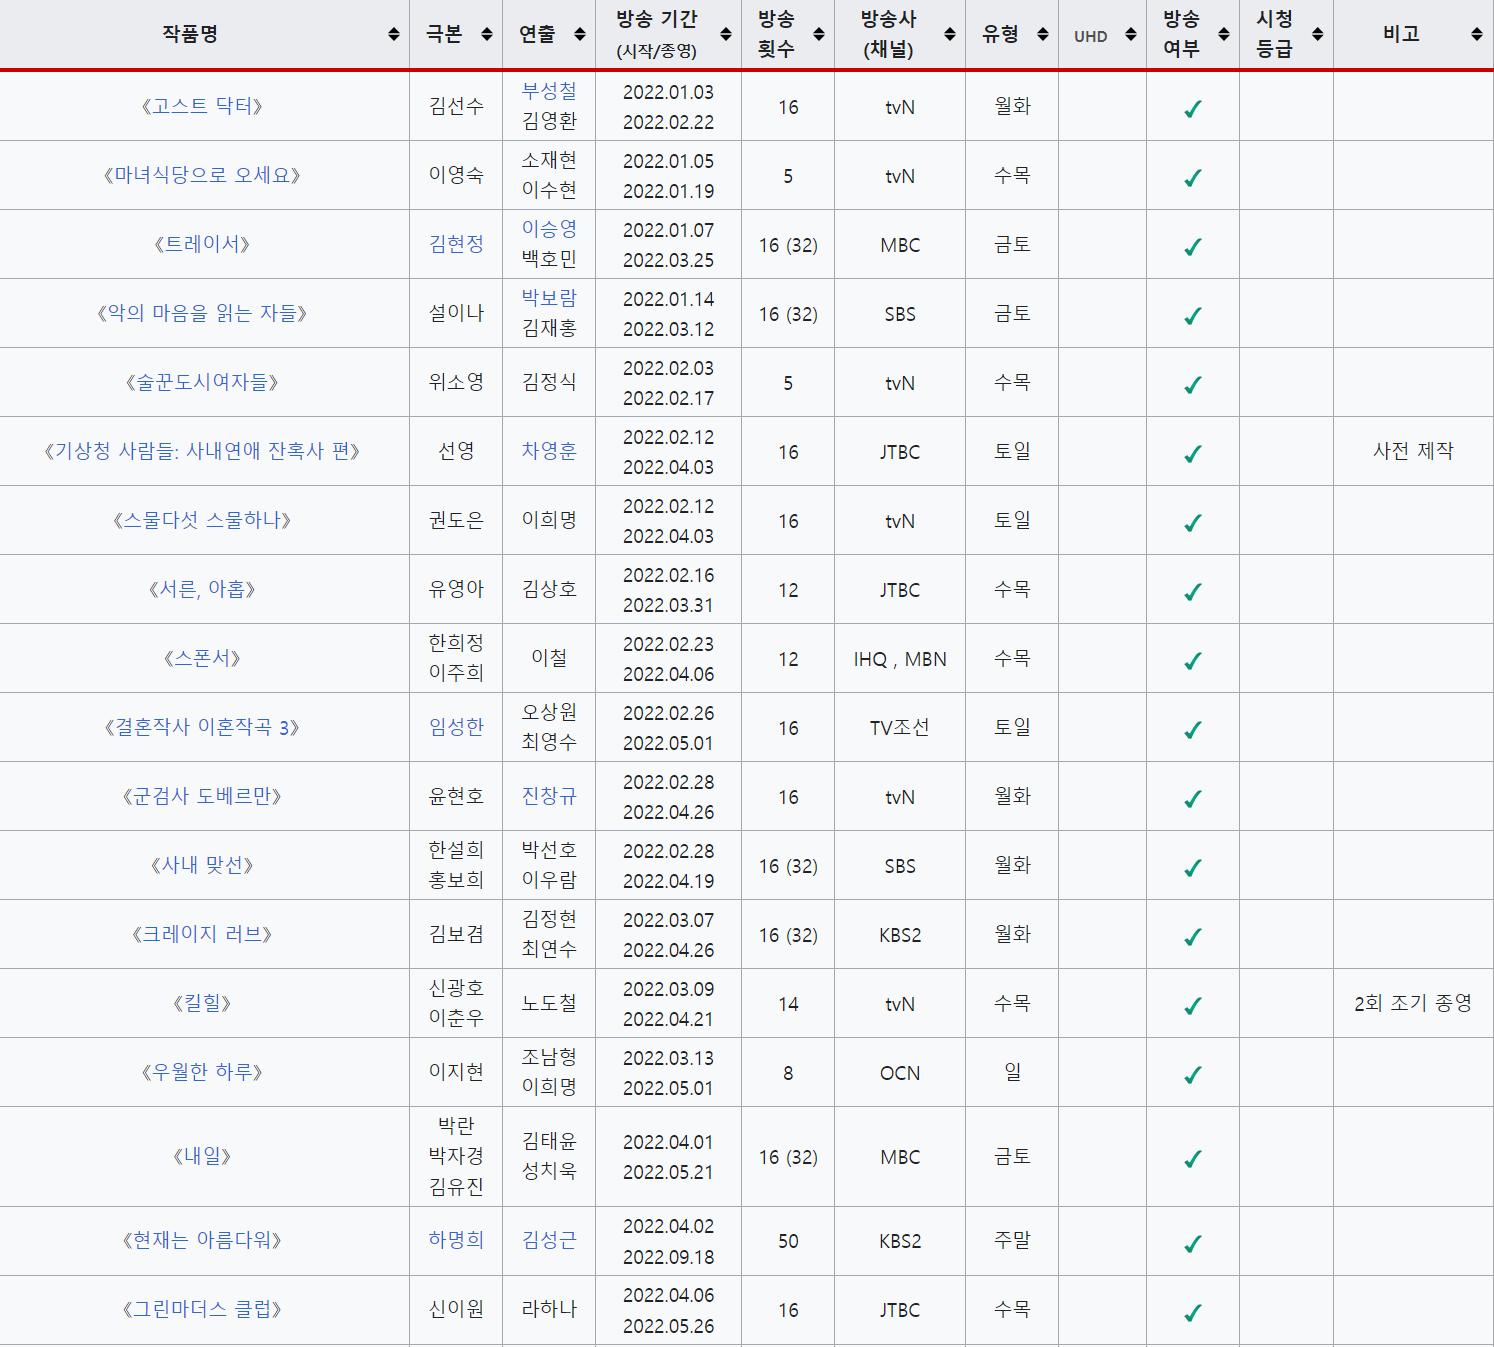 작품명 극본 연출 방송 기간 (시작/종영) 방송 횟수 방송사 (채널) 유형 UHD 방송 여부 시청 등급 비고
《고스트 닥터》 김선수 부성철 김영환 2022.01.03 2022.02.22 16 tvN 월화 ✓
《마녀식당으로 오세요》 이영숙 소재현 이수현 2022.01.05 2022.01.19 5 tvN 수목 ✓
《트레이서》 김현정 이승영 백호민 2022.01.07 2022.03.25 16 (32) MBC 금토 ✓
《악의 마음을 읽는 자들》 설이나 박보람 김재홍 2022.01.14 2022.03.12 16 (32) SBS 금토 ✓
《술꾼도시여자들》 위소영 김정식 2022.02.03 2022.02.17 5 tvN 수목 ✓
《기상청 사람들: 사내연애 잔혹사 편》 선영 차영훈 2022.02.12 2022.04.03 16 JTBC 토일 ✓ 사전 제작
《스물다섯 스물하나》 권도은 이희명 2022.02.12 2022.04.03 16 tvN 토일 ✓
《서른, 아홉》 유영아 김상호 2022.02.16 2022.03.31 12 JTBC 수목 ✓
《스폰서》 한희정 이주희 이철 2022.02.23 2022.04.06 12 IHQ , MBN 수목 ✓
《결혼작사 이혼작곡 3》 임성한 오상원 최영수 2022.02.26 2022.05.01 16 TV조선 토일 ✓
《군검사 도베르만》 윤현호 진창규 2022.02.28 2022.04.26 16 tvN 월화 ✓
《사내 맞선》 한설희 홍보희 박선호 이우람 2022.02.28 2022.04.19 16 (32) SBS 월화 ✓
《크레이지 러브》 김보겸 김정현 최연수 2022.03.07 2022.04.26 16 (32) KBS2 월화 ✓
《킬힐》 신광호 이춘우 노도철 2022.03.09 2022.04.21 14 tvN 수목 ✓ 2회 조기 종영
《우월한 하루》 이지현 조남형 이희명 2022.03.13 2022.05.01 8 OCN 일 ✓
《내일》 박란 박자경 김유진 김태윤 성치욱 2022.04.01 2022.05.21 16 (32) MBC 금토 ✓
《현재는 아름다워》 하명희 김성근 2022.04.02 2022.09.18 50 KBS2 주말 ✓
《그린마더스 클럽》 신이원 라하나 2022.04.06 2022.05.26 16 JTBC 수목 ✓